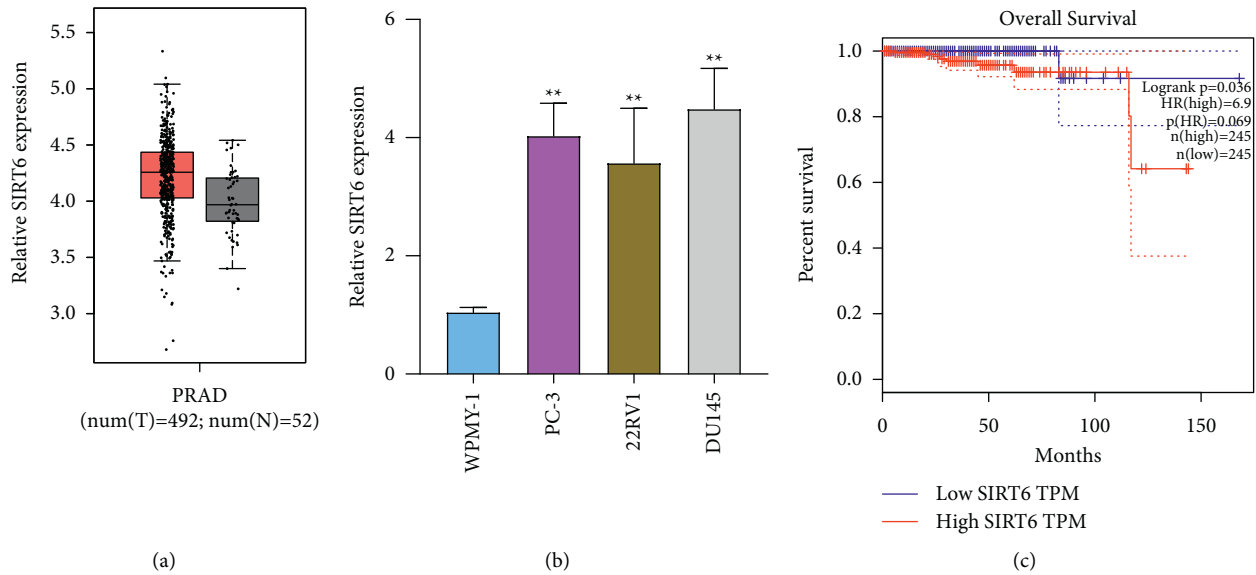 Relative SIRT6 expression
5.5
5.0
4.5
4.0
3.5
3.0
PRAD
(num(T)=492; num(N)=52)
(a)
Relative SIRT6 expression
6
4
2
0
**
**
**
WPMY-1
PC-3
22RV1
DU145
(b)
Overall Survival
Percent survival
1.0
0.8
0.6
0.4
0.2
0.0
Logrank p=0.036
HR(high)=6.9
p(HR)=0.069
n(high)=245
n(low)=245
0
50
100
150
Months
Low SIRT6 TPM
High SIRT6 TPM
(c)